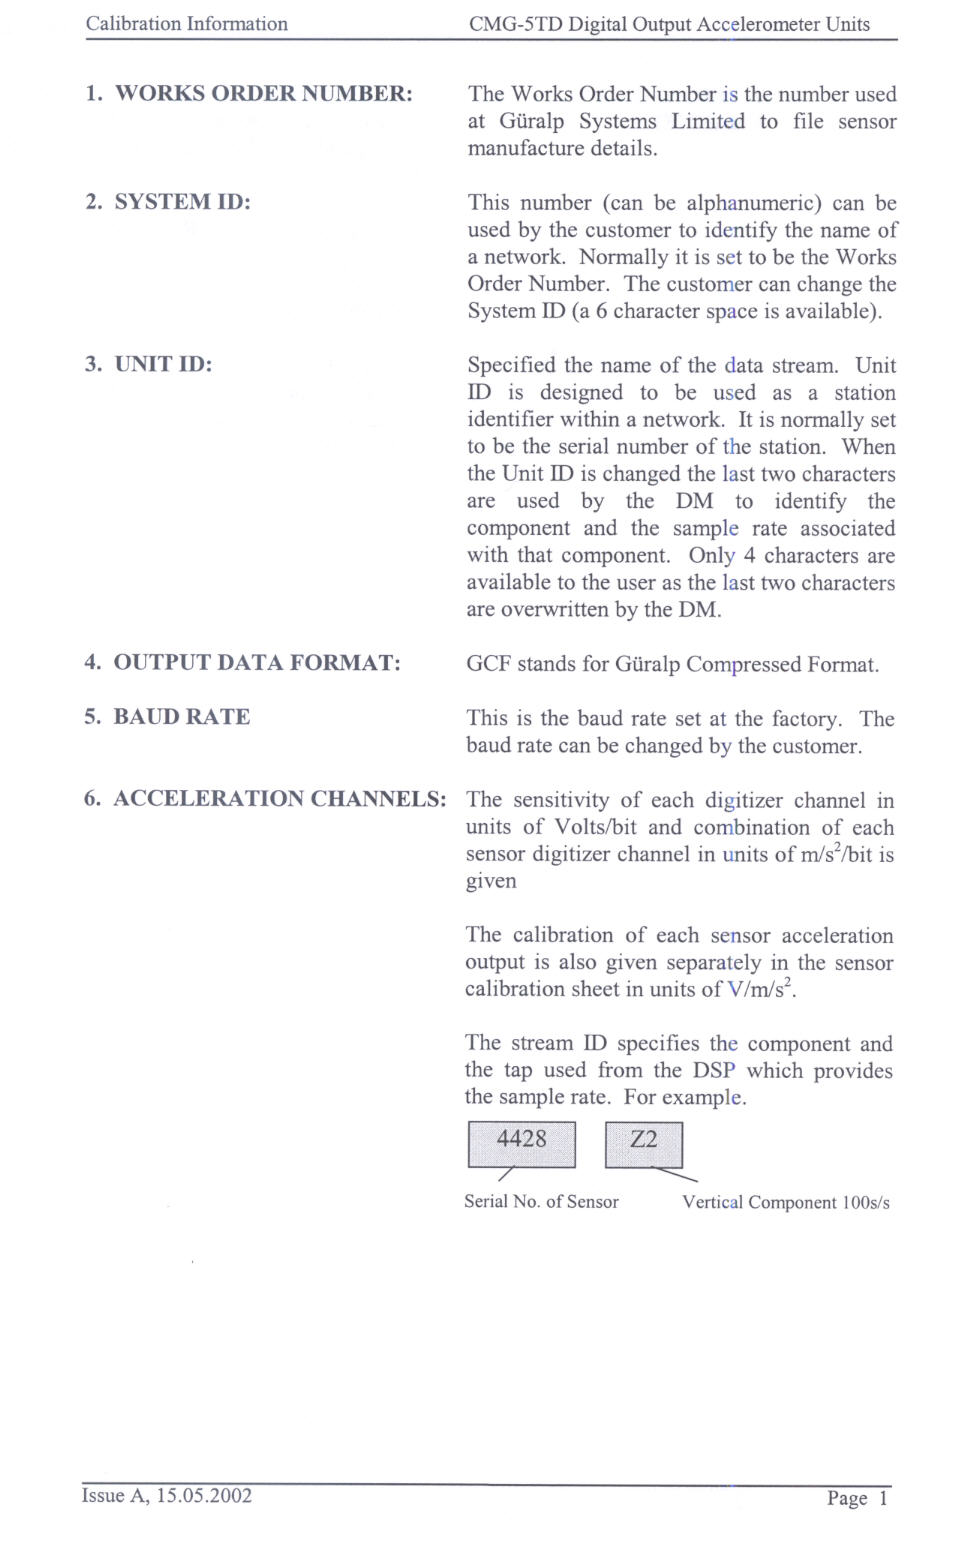 Calibration Information CMG-5TD Digital Output Accelerometer Units
1. WORKS ORDER NUMBER: The Works Order Number is the number used
at Güralp Systems Limited to file sensor
manufacture details.
2. SYSTEM ID: This number (can be alphanumeric) can be
used by the customer to identify the name of
a network. Normally it is set to be the Works
Order Number. The customer can change the
System ID (a 6 character space is available).
3. UNIT ID: Specified the name of the data stream. Unit
ID is designed to be used as a station
identifier within a network. It is normally set
to be the serial number of the station. When
the Unit ID is changed the last two characters
are used by the DM to identify the
component and the sample rate associated
with that component. Only 4 characters are
available to the user as the last two characters
are overwritten by the DM.
4. OUTPUT DATA FORMAT: GCF stands for Güralp Compressed Format.
5. BAUD RATE This is the baud rate set at the factory. The
baud rate can be changed by the customer.
6. ACCELERATION CHANNELS: The sensitivity of each digitizer channel in
units of Volts/bit and combination of each
sensor digitizer channel in units of m/s²/bit is
given
The calibration of each sensor acceleration
output is also given separately in the sensor
calibration sheet in units of V/m/s².
The stream ID specifies the component and
the tap used from the DSP which provides
the sample rate. For example.
4428 Z2
Serial No. of Sensor Vertical Component 100s/s
Issue A, 15.05.2002 Page 1